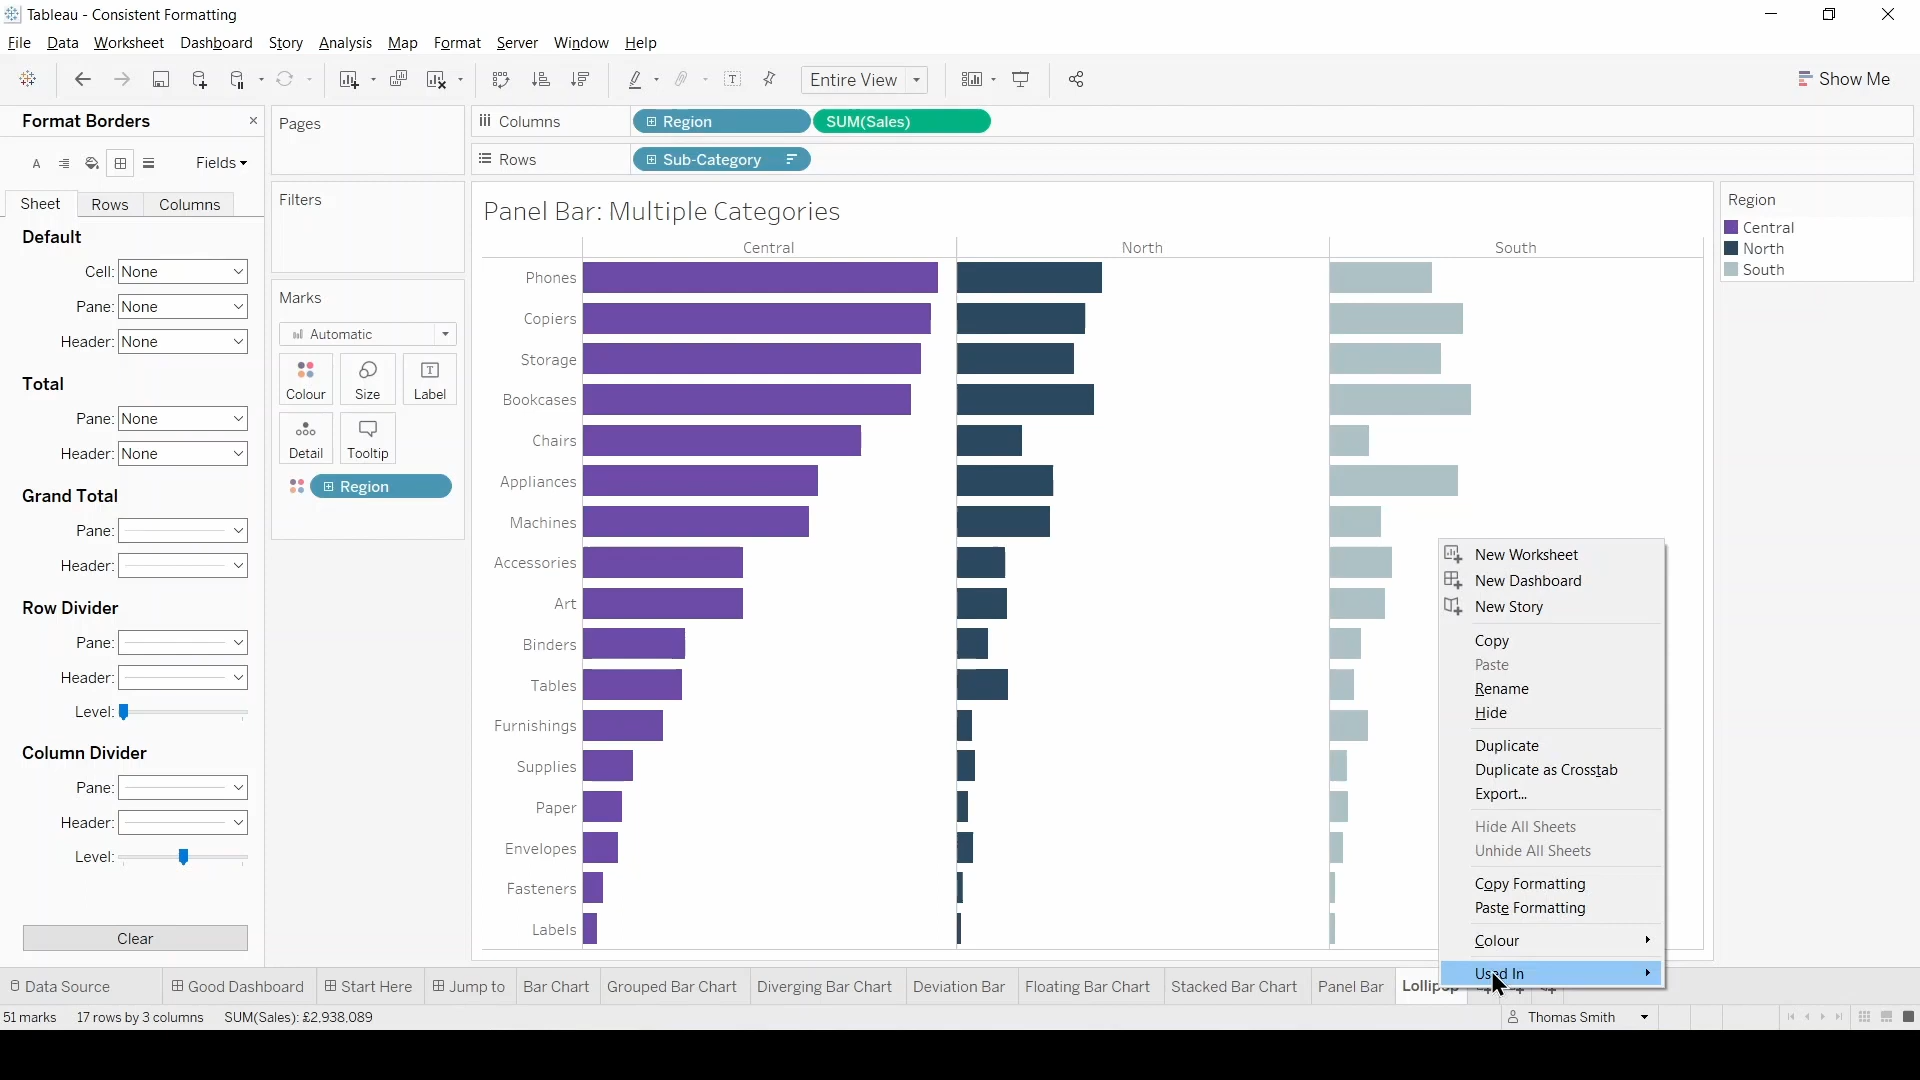 Tableau - Consistent Formatting
File Data Worksheet Dashboard Story Analysis Map Format Server Window Help
Entire View
Show Me
Format Borders
A
Fields
Sheet Rows Columns
Default
Cell: None
Pane: None
Header: None
Total
Pane: None
Header: None
Grand Total
Pane:
Header:
Row Divider
Pane:
Header:
Level:
Column Divider
Pane:
Header:
Level:
Clear
Pages
Filters
Marks
Automatic
Colour Size Label
Detail Tooltip
Region
Columns Region SUM(Sales)
Rows Sub-Category
Panel Bar: Multiple Categories
Central North South
Phones
Copiers
Storage
Bookcases
Chairs
Appliances
Machines
Accessories
Art
Binders
Tables
Furnishings
Supplies
Paper
Envelopes
Fasteners
Labels
Region
Central
North
South
New Worksheet
New Dashboard
New Story
Copy
Paste
Rename
Hide
Duplicate
Duplicate as Crosstab
Export...
Hide All Sheets
Unhide All Sheets
Copy Formatting
Paste Formatting
Colour
Used In
Data Source Good Dashboard Start Here Jump to Bar Chart Grouped Bar Chart Diverging Bar Chart Deviation Bar Floating Bar Chart Stacked Bar Chart Panel Bar Lollipop
51 marks 17 rows by 3 columns SUM(Sales): £2,938,089
Thomas Smith